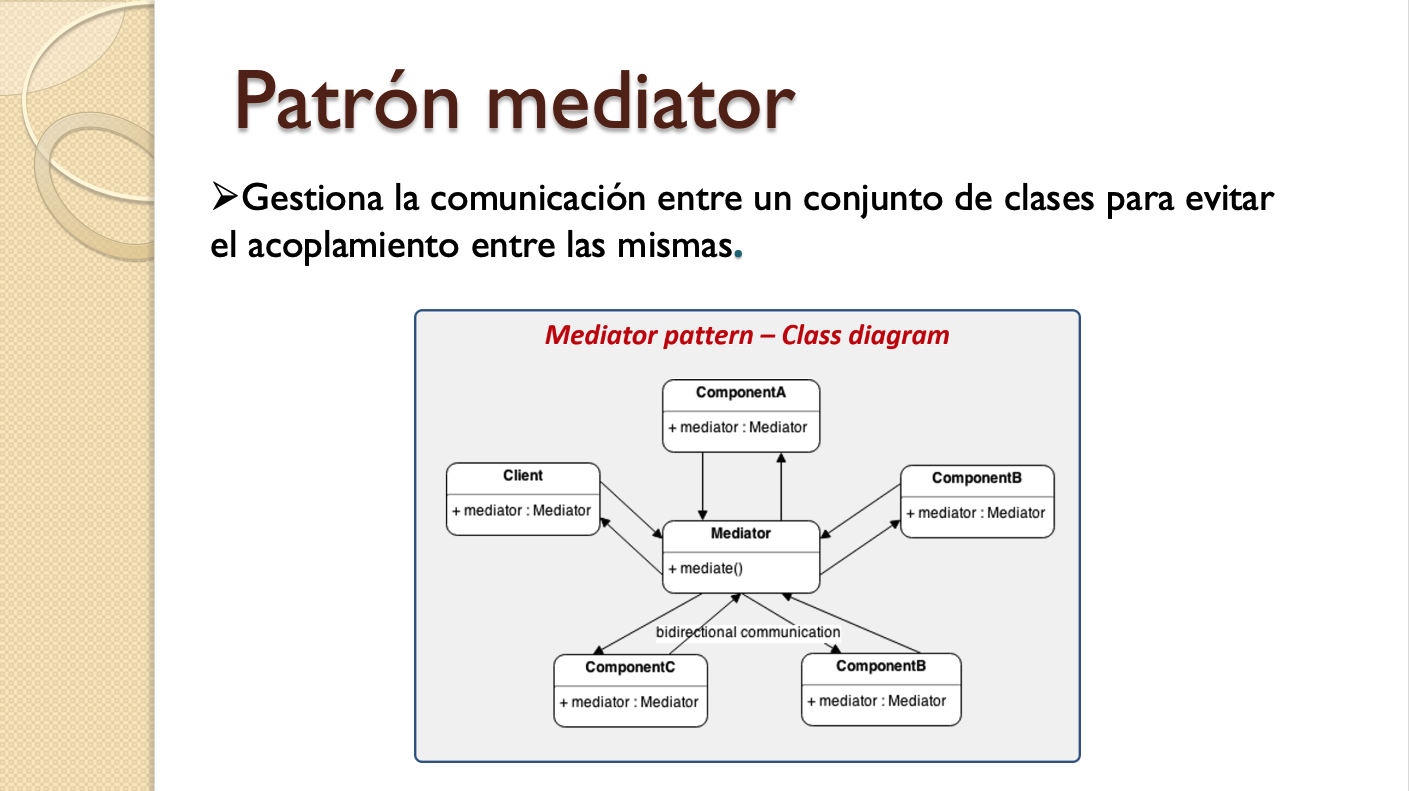 Patrón mediator
➢Gestiona la comunicación entre un conjunto de clases para evitar
el acoplamiento entre las mismas.
Mediator pattern – Class diagram
ComponentA
+ mediator : Mediator
Client
+ mediator : Mediator
ComponentB
+ mediator : Mediator
Mediator
+ mediate()
bidirectional communication
ComponentC
+ mediator : Mediator
ComponentB
+ mediator : Mediator